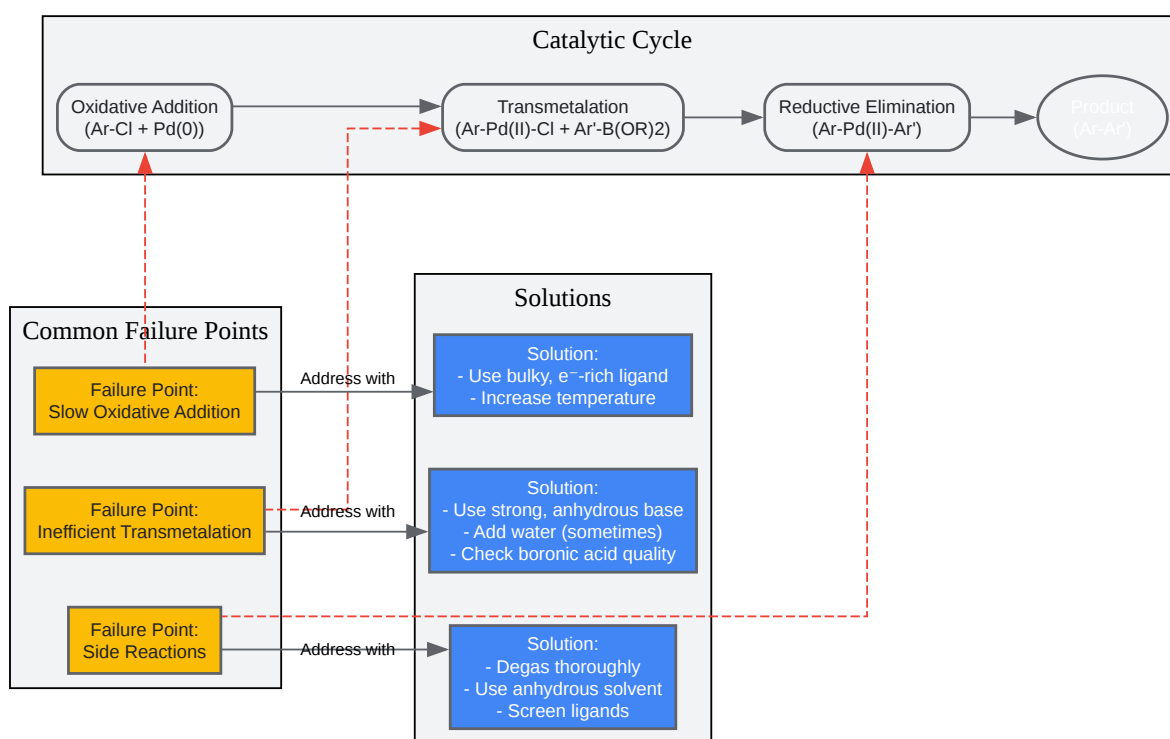 Catalytic Cycle
Oxidative Addition
(Ar-Cl + Pd(0))
Transmetalation
(Ar-Pd(II)-Cl + Ar'-B(OR)2)
Reductive Elimination
(Ar-Pd(II)-Ar')
Product
(Ar-Ar')
Common Failure Points
Failure Point:
Slow Oxidative Addition
Failure Point:
Inefficient Transmetalation
Failure Point:
Side Reactions
Address with
Address with
Address with
Solutions
Solution:
- Use bulky, e⁻-rich ligand
- Increase temperature
Solution:
- Use strong, anhydrous base
- Add water (sometimes)
- Check boronic acid quality
Solution:
- Degas thoroughly
- Use anhydrous solvent
- Screen ligands